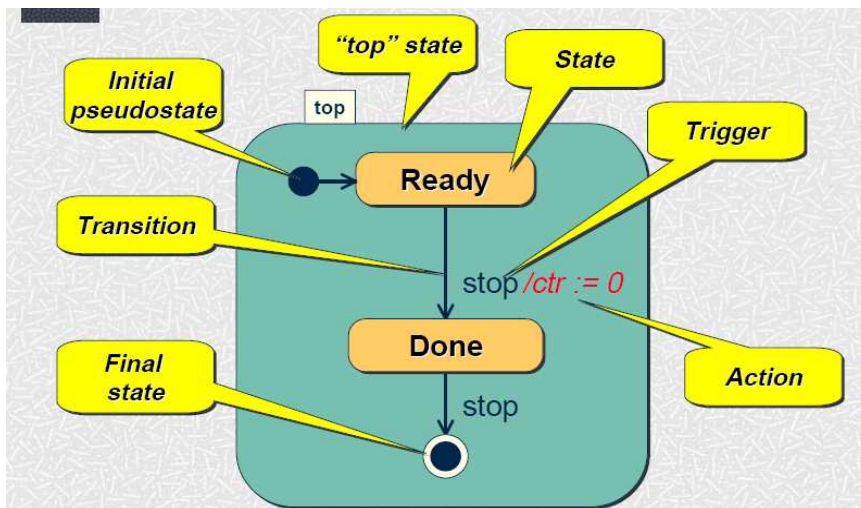 “top” state
State
Initial
pseudostate
top
Trigger
Ready
Transition
stop /ctr := 0
Done
Final
state
Action
stop